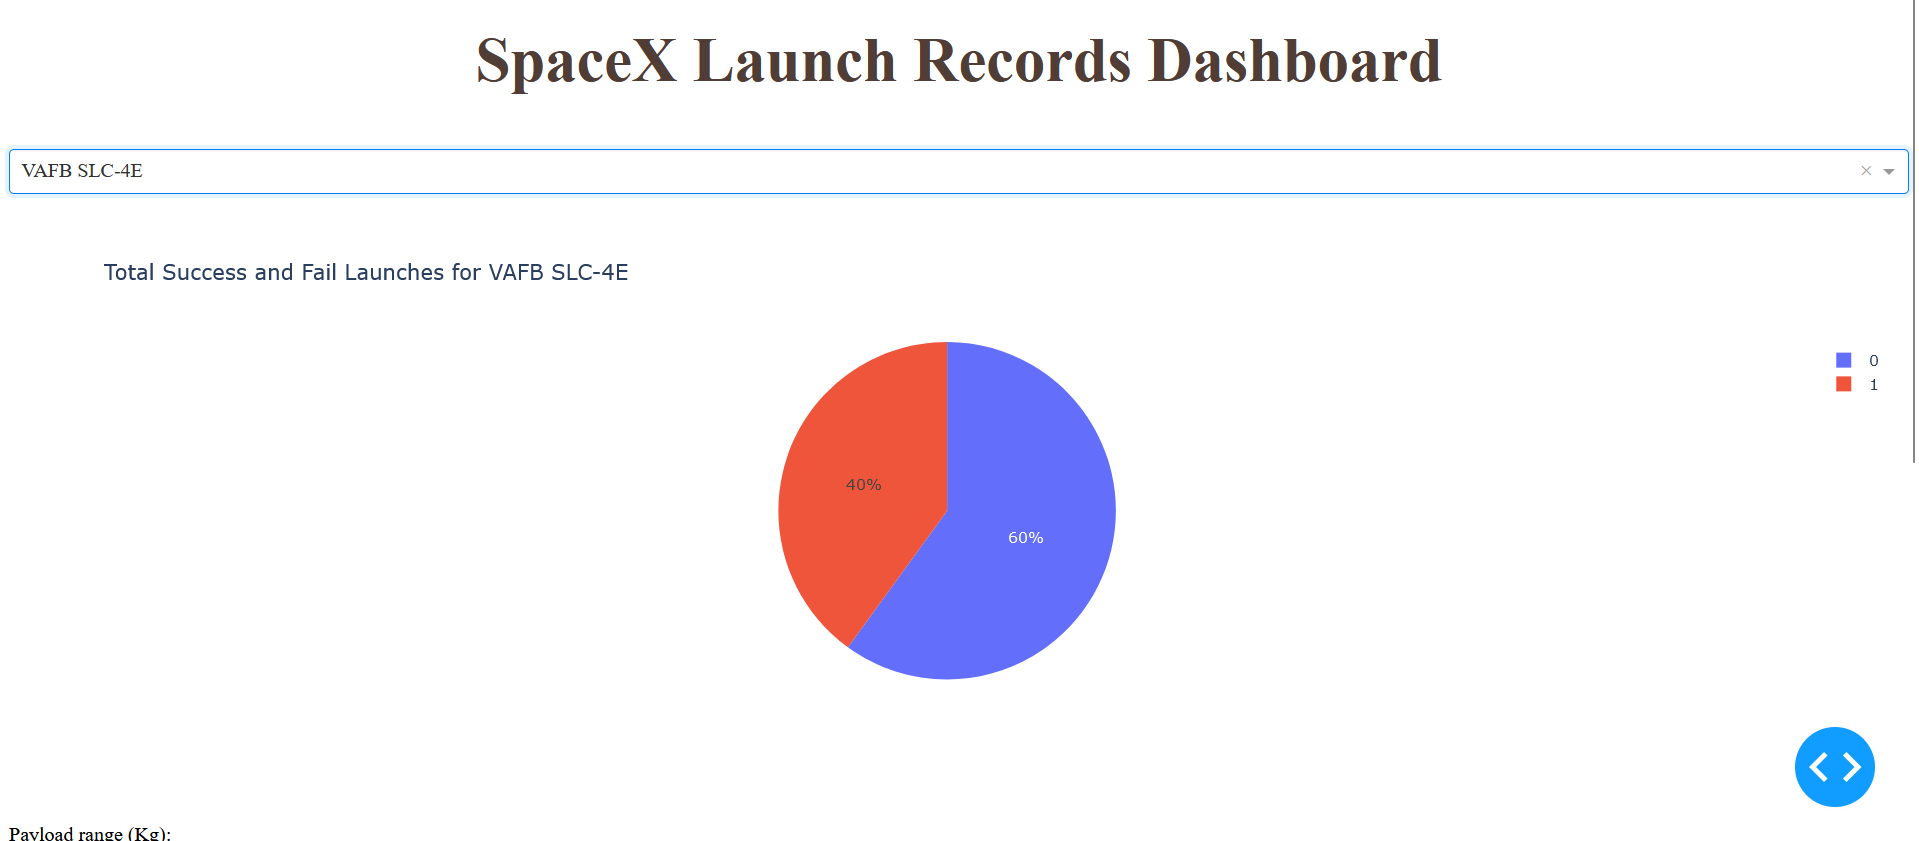 SpaceX Launch Records Dashboard
VAFB SLC-4E
Total Success and Fail Launches for VAFB SLC-4E
0
1
40%
60%
Payload range (Kg):